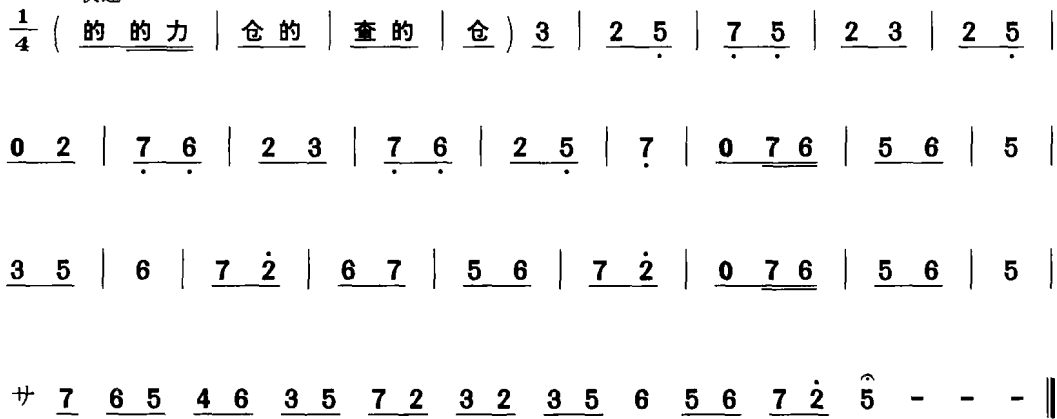 1/4 ( 的 的力 | 仓的 | 查的 | 仓 ) 3 | 2 5̣ | 7̣ 5̣ | 2 3 | 2 5̣ |
0 2 | 7̣ 6̣ | 2 3 | 7̣ 6̣ | 2 5̣ | 7̣ | 0 7 6 | 5 6 | 5 |
3 5 | 6 | 7 2̇ | 6 7 | 5 6 | 7 2̇ | 0 7 6 | 5 6 | 5 |
サ 7 6 5 4 6 3 5 7 2 3 2 3 5 6 5 6 7 2̇ 5 - - - ‖